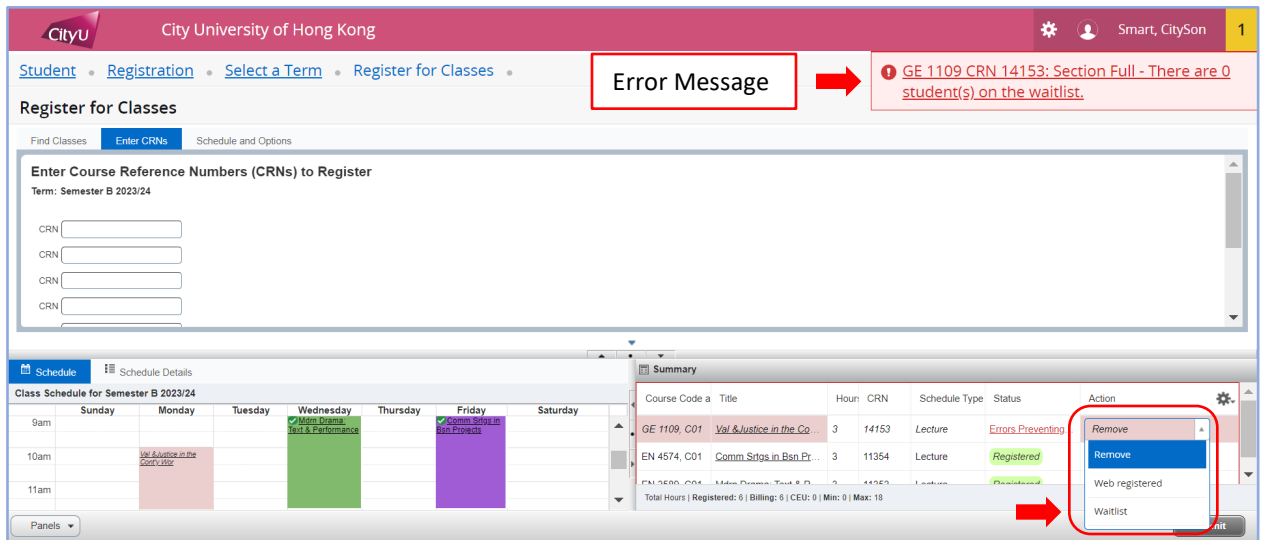 CityU
City University of Hong Kong
Smart, CitySon
1
Student • Registration • Select a Term • Register for Classes •
Error Message
GE 1109 CRN 14153: Section Full - There are 0
student(s) on the waitlist.
Register for Classes
Find Classes Enter CRNs Schedule and Options
Enter Course Reference Numbers (CRNs) to Register
Term: Semester B 2023/24
CRN
CRN
CRN
CRN
Schedule Schedule Details
Class Schedule for Semester B 2023/24
Sunday Monday Tuesday Wednesday Thursday Friday Saturday
9am
Mdrn Drama:
Text & Performance
Comm Srtgs in
Bsn Projects
10am
Val &Justice in the
Cont'y Wor
11am
Summary
Course Code a Title Hours CRN Schedule Type Status Action
GE 1109, C01 Val &Justice in the Co... 3 14153 Lecture Errors Preventing Remove
EN 4574, C01 Comm Srtgs in Bsn Pr... 3 11354 Lecture Registered
Remove
Web registered
Waitlist
Total Hours | Registered: 6 | Billing: 6 | CEU: 0 | Min: 0 | Max: 18
Panels